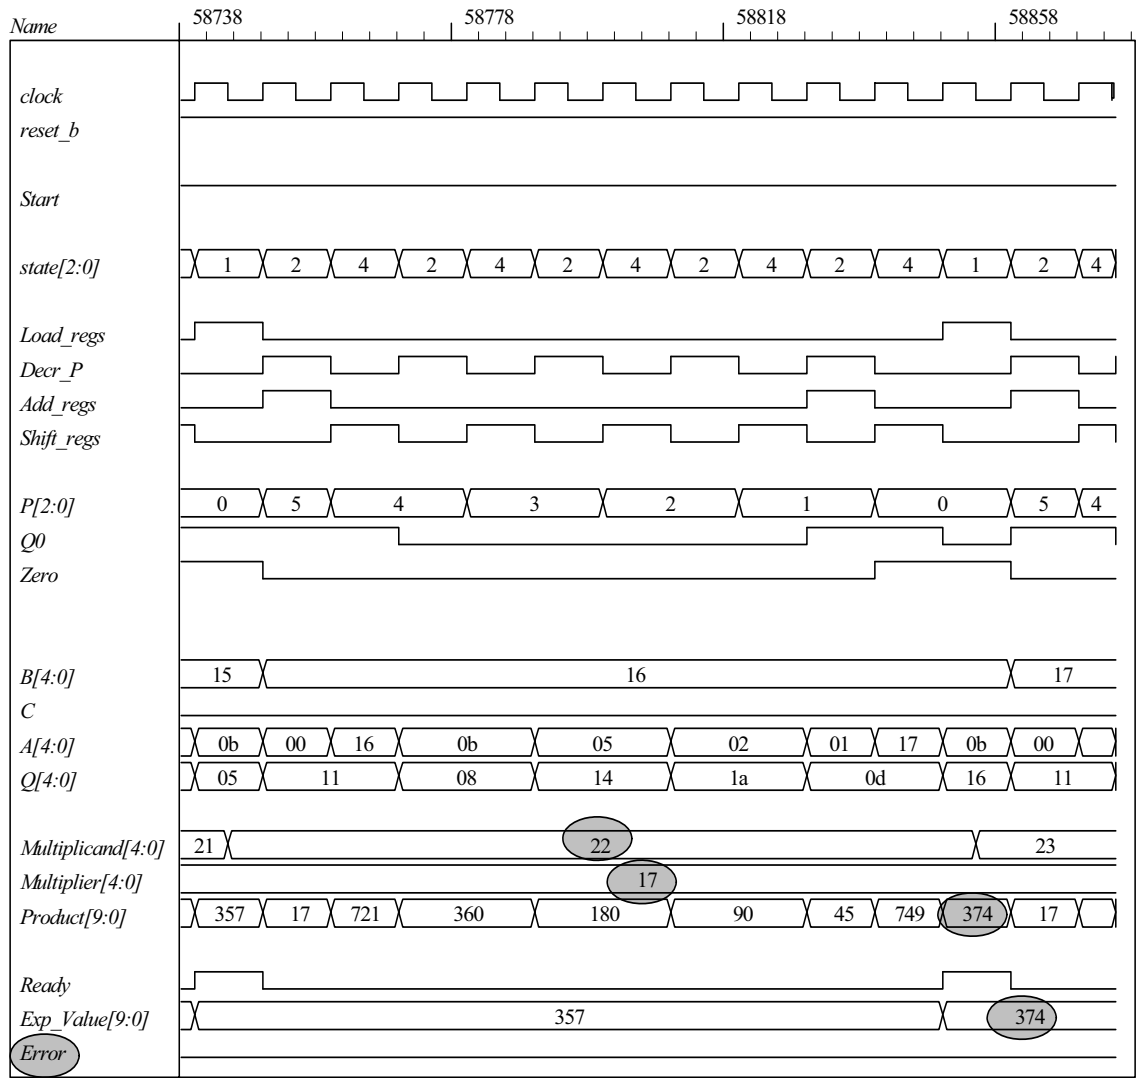 Name 58738 58778 58818 58858
clock
reset_b
Start
state[2:0] 1 2 4 2 4 2 4 2 4 2 4 1 2 4
Load_regs
Decr_P
Add_regs
Shift_regs
P[2:0] 0 5 4 3 2 1 0 5 4
Q0
Zero
B[4:0] 15 16 17
C
A[4:0] 0b 00 16 0b 05 02 01 17 0b 00
Q[4:0] 05 11 08 14 1a 0d 16 11
Multiplicand[4:0] 21 22 23
Multiplier[4:0] 17
Product[9:0] 357 17 721 360 180 90 45 749 374 17
Ready
Exp_Value[9:0] 357 374
Error